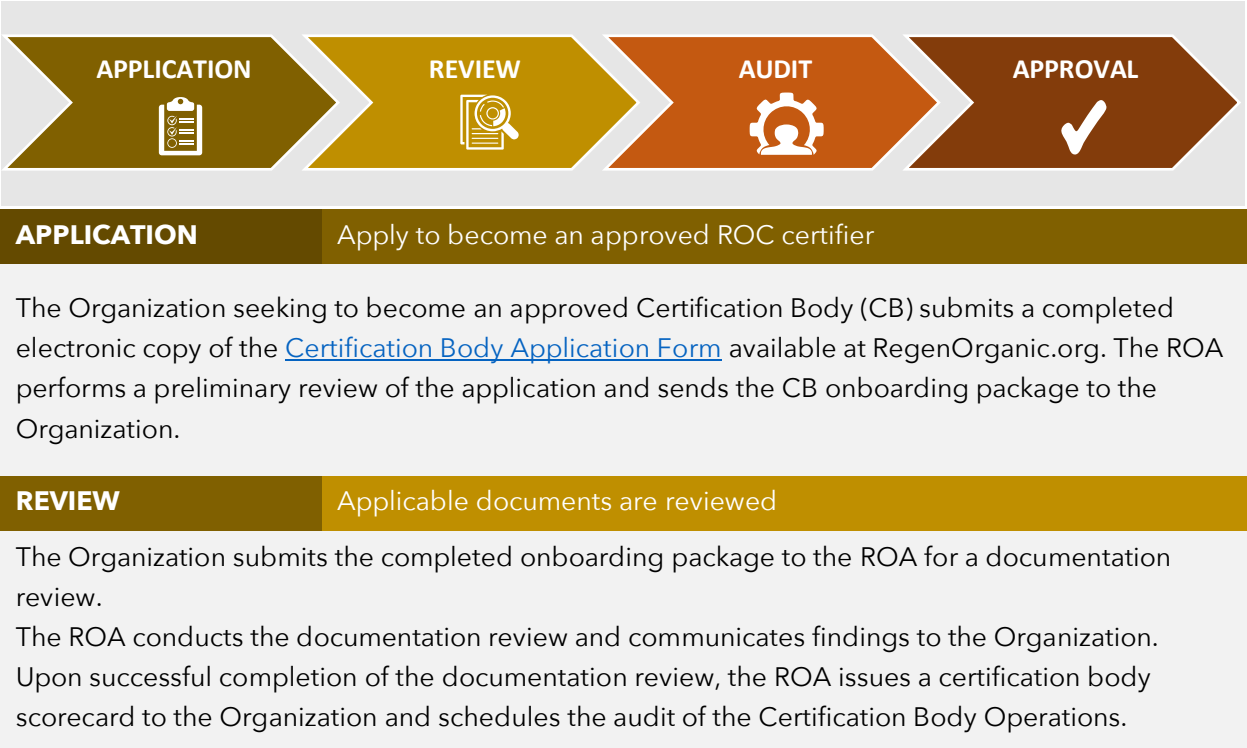 APPLICATION
REVIEW
AUDIT
APPROVAL
APPLICATION
Apply to become an approved ROC certifier
The Organization seeking to become an approved Certification Body (CB) submits a completed
electronic copy of the Certification Body Application Form available at RegenOrganic.org. The ROA
performs a preliminary review of the application and sends the CB onboarding package to the
Organization.
REVIEW
Applicable documents are reviewed
The Organization submits the completed onboarding package to the ROA for a documentation
review.
The ROA conducts the documentation review and communicates findings to the Organization.
Upon successful completion of the documentation review, the ROA issues a certification body
scorecard to the Organization and schedules the audit of the Certification Body Operations.